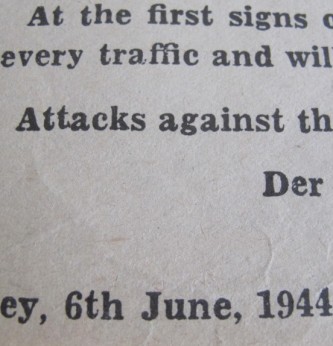 At the first signs o
every traffic and wil
Attacks against th
Der
ey, 6th June, 1944